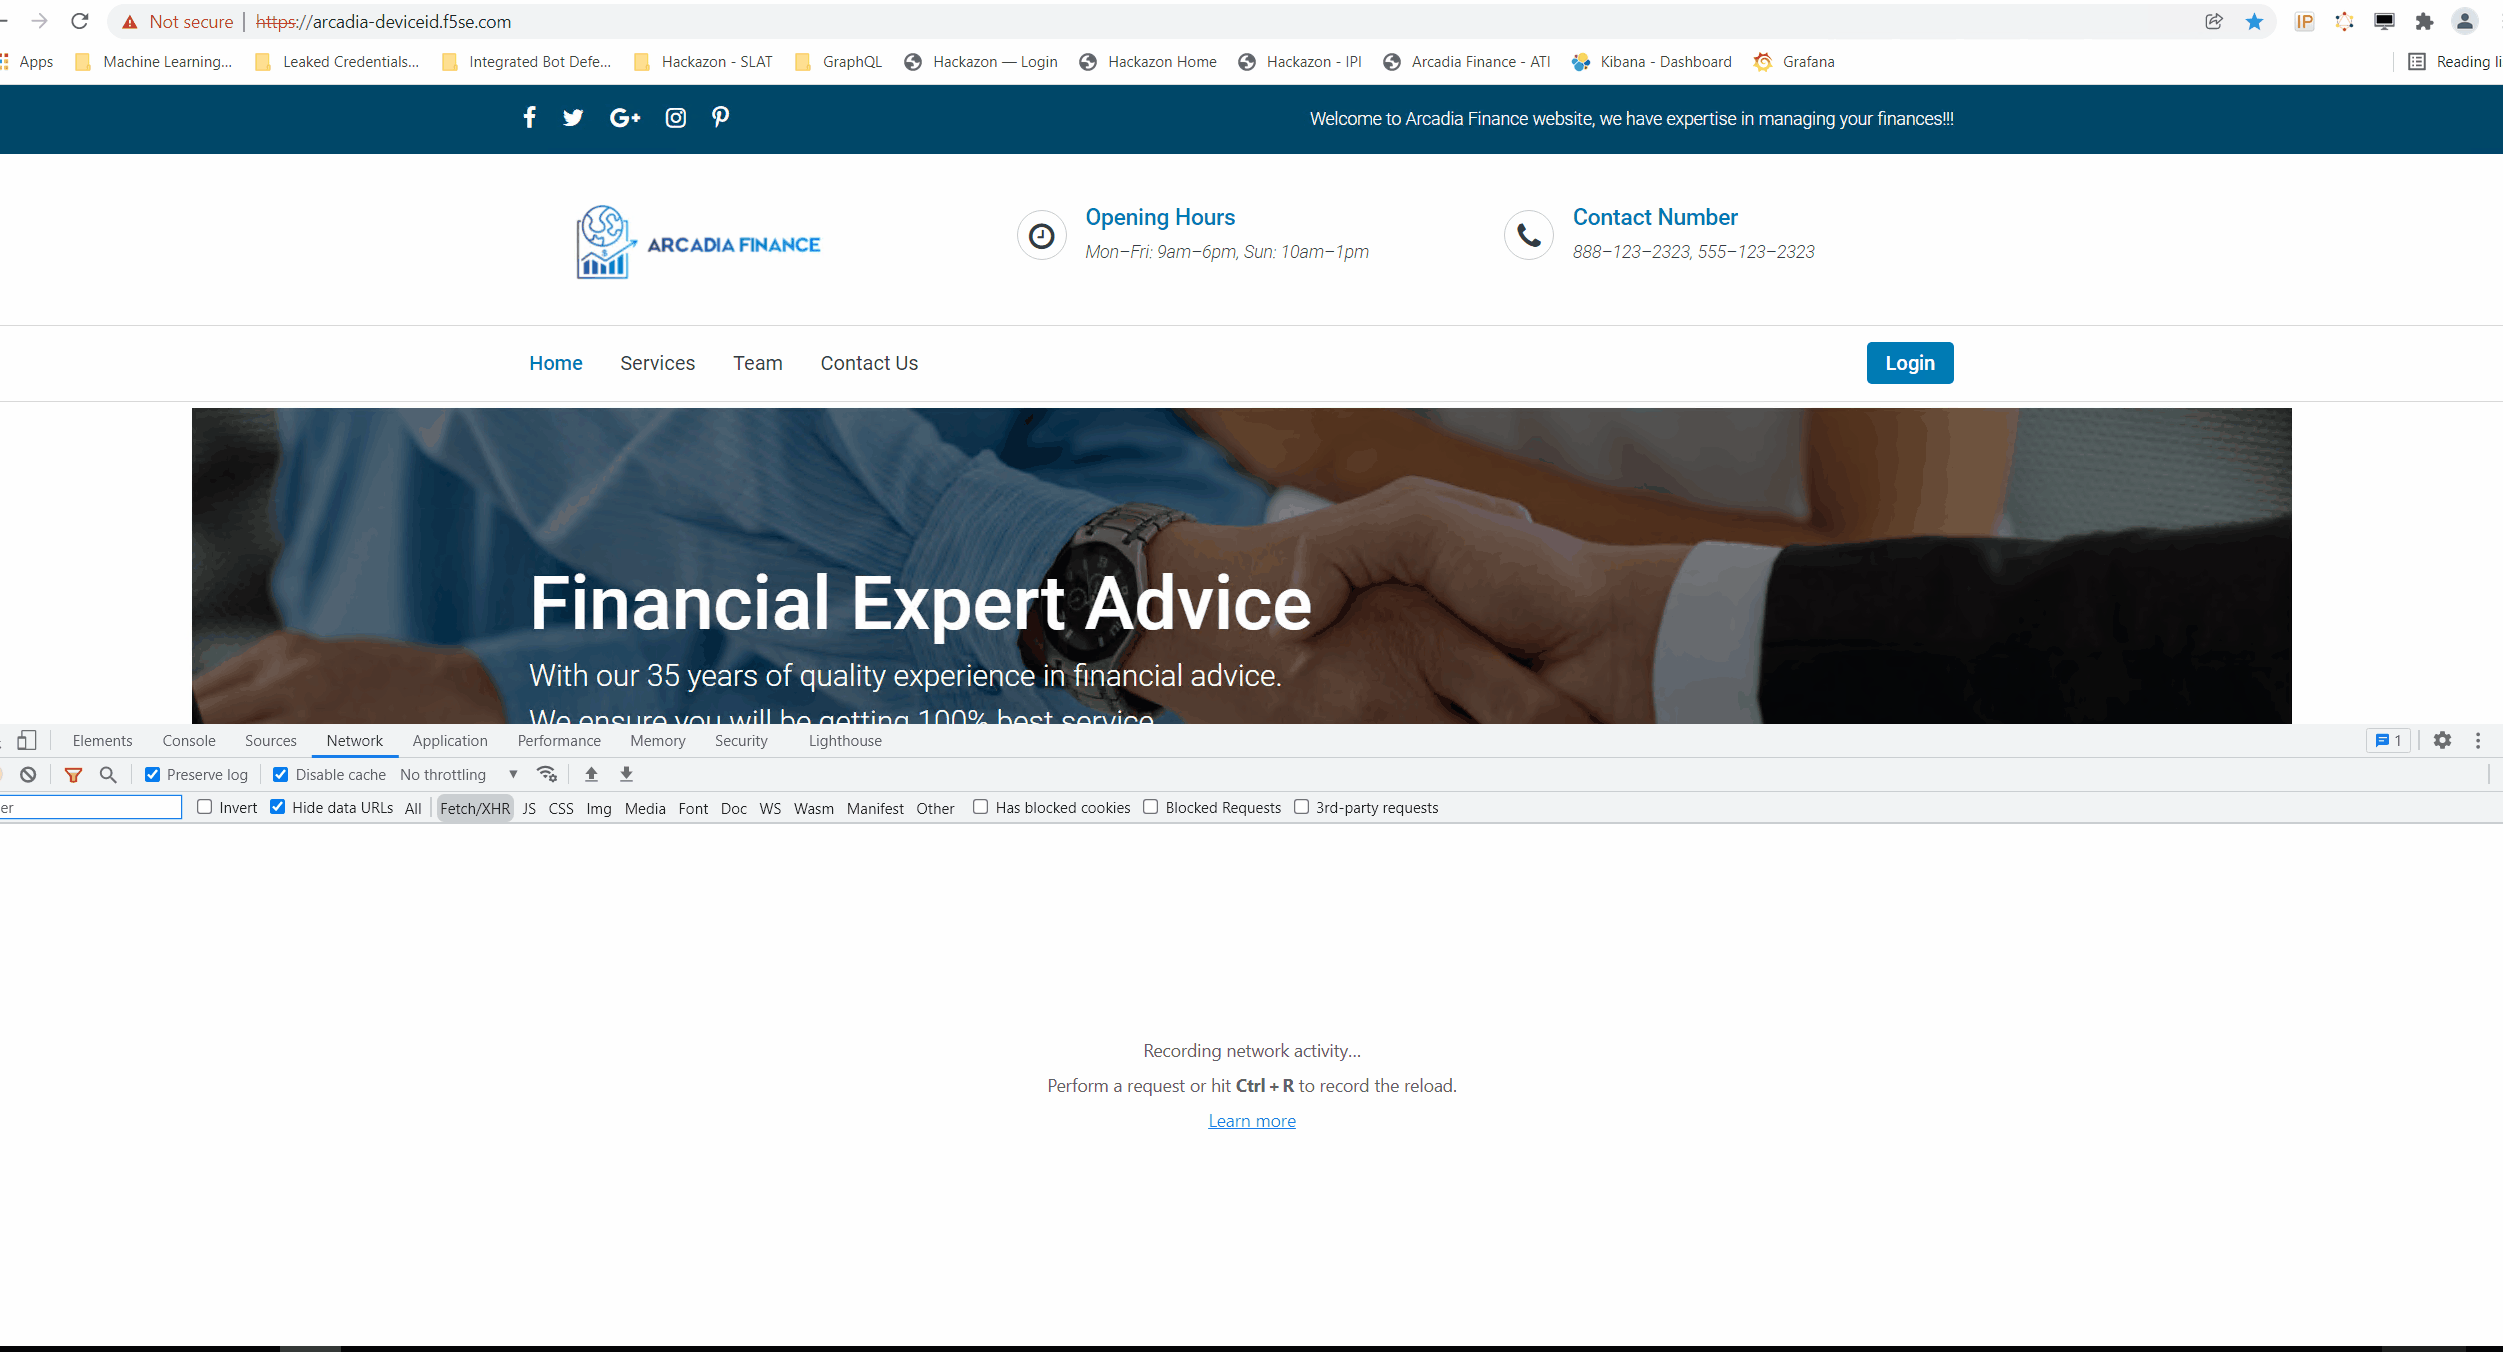 Not secure | https://arcadia-deviceid.f5se.com
IP
Apps Machine Learning... Leaked Credentials... Integrated Bot Defe... Hackazon - SLAT GraphQL Hackazon — Login Hackazon Home Hackazon - IPI Arcadia Finance - ATI Kibana - Dashboard Grafana Reading li
Welcome to Arcadia Finance website, we have expertise in managing your finances!!!
ARCADIA FINANCE
Opening Hours
Mon–Fri: 9am–6pm, Sun: 10am–1pm
Contact Number
888–123–2323, 555–123–2323
Home Services Team Contact Us Login
Financial Expert Advice
With our 35 years of quality experience in financial advice.
We ensure you will be getting 100% best service
Elements Console Sources Network Application Performance Memory Security Lighthouse 1
Preserve log Disable cache No throttling
er Invert Hide data URLs All Fetch/XHR JS CSS Img Media Font Doc WS Wasm Manifest Other Has blocked cookies Blocked Requests 3rd-party requests
Recording network activity...
Perform a request or hit Ctrl + R to record the reload.
Learn more